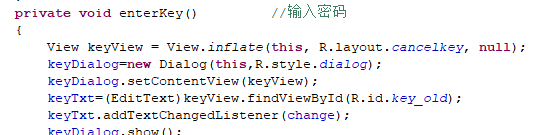 private void enterKey()          //输入密码
{
    View keyView = View.inflate(this, R.layout.cancelkey, null);
    keyDialog=new Dialog(this,R.style.dialog);
    keyDialog.setContentView(keyView);
    keyTxt=(EditText)keyView.findViewById(R.id.key_old);
    keyTxt.addTextChangedListener(change);
    keyDialog.show();